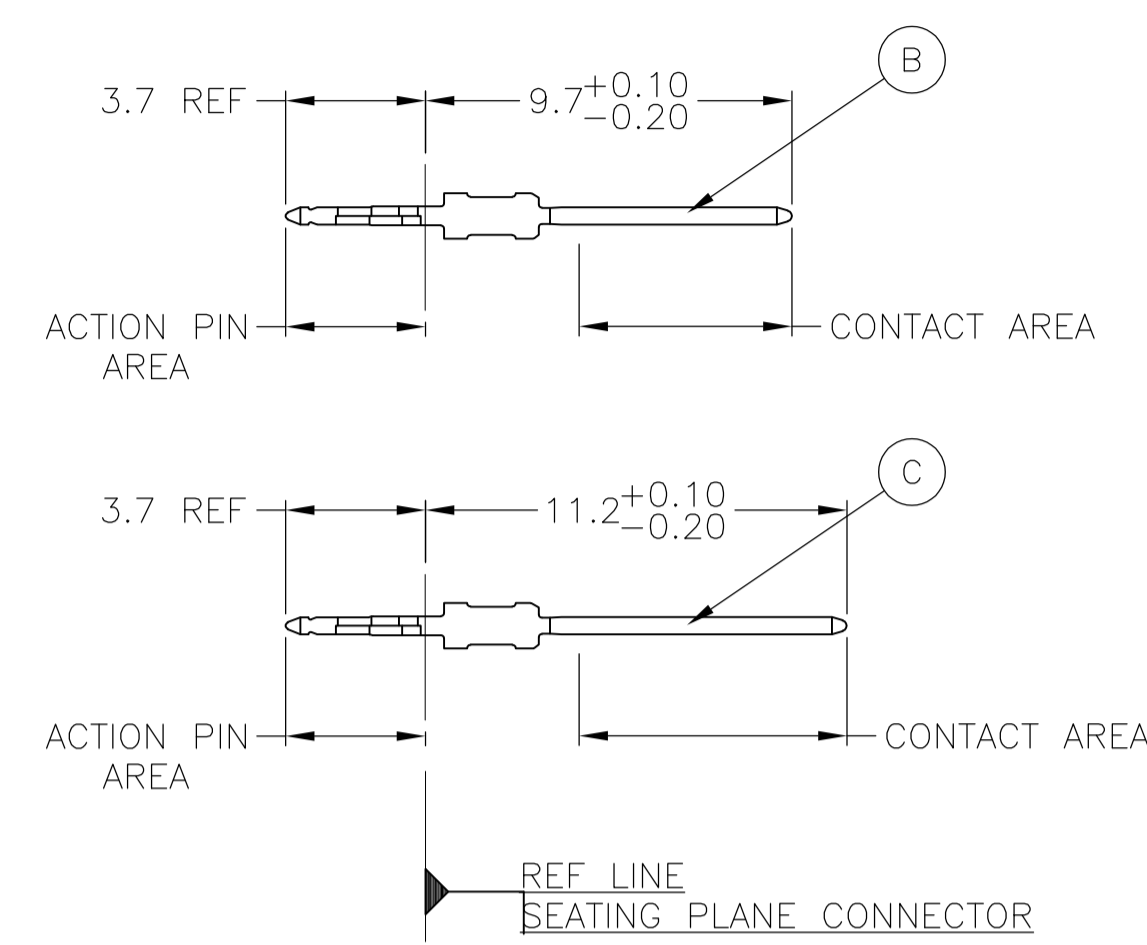 B
3.7 REF
9.7 +0.10
−0.20
ACTION PIN
AREA
CONTACT AREA
C
3.7 REF
11.2 +0.10
−0.20
ACTION PIN
AREA
CONTACT AREA
REF LINE
SEATING PLANE CONNECTOR